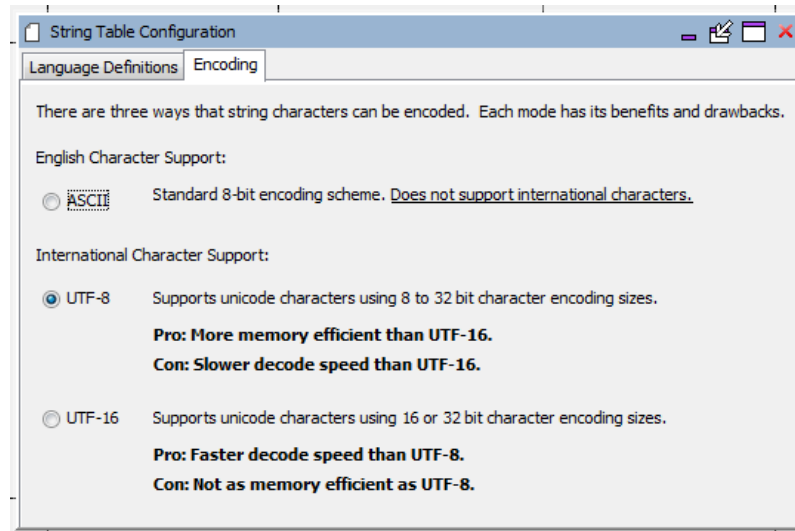 String Table Configuration
Language Definitions
Encoding
There are three ways that string characters can be encoded.  Each mode has its benefits and drawbacks.
English Character Support:
ASCII
Standard 8-bit encoding scheme. Does not support international characters.
International Character Support:
UTF-8
Supports unicode characters using 8 to 32 bit character encoding sizes.
Pro: More memory efficient than UTF-16.
Con: Slower decode speed than UTF-16.
UTF-16
Supports unicode characters using 16 or 32 bit character encoding sizes.
Pro: Faster decode speed than UTF-8.
Con: Not as memory efficient as UTF-8.